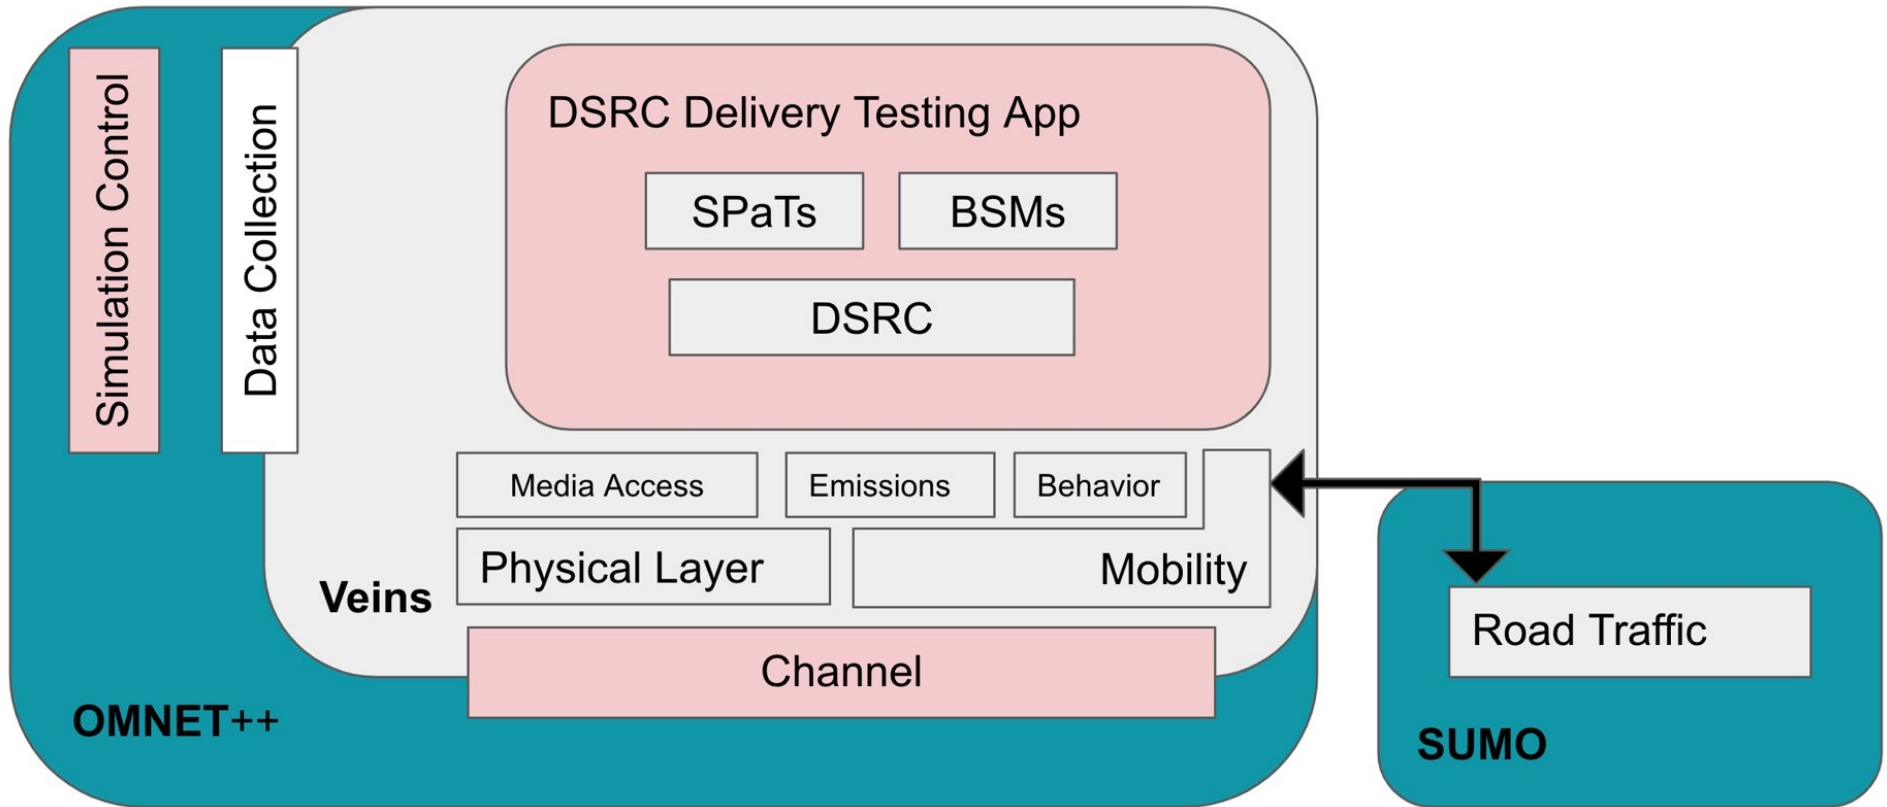 Simulation Control
Data Collection
DSRC Delivery Testing App
SPaTs
BSMs
DSRC
Media Access
Emissions
Behavior
Physical Layer
Mobility
Veins
Channel
OMNET++
Road Traffic
SUMO